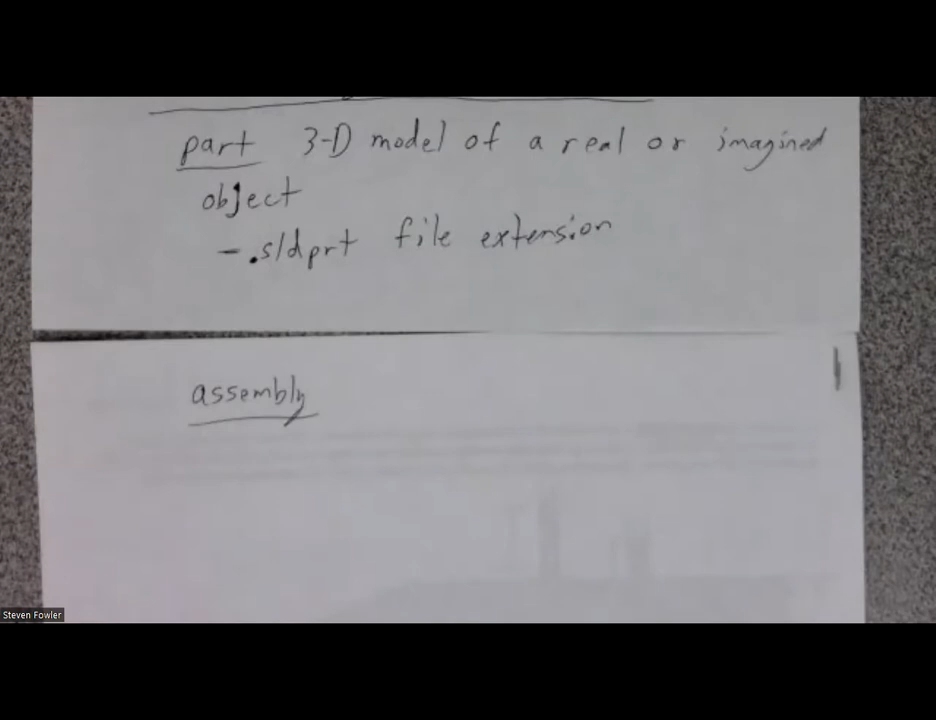 part 3-D model of a real or imagined
object
- .sldprt file extension
assembly
Steven Fowler